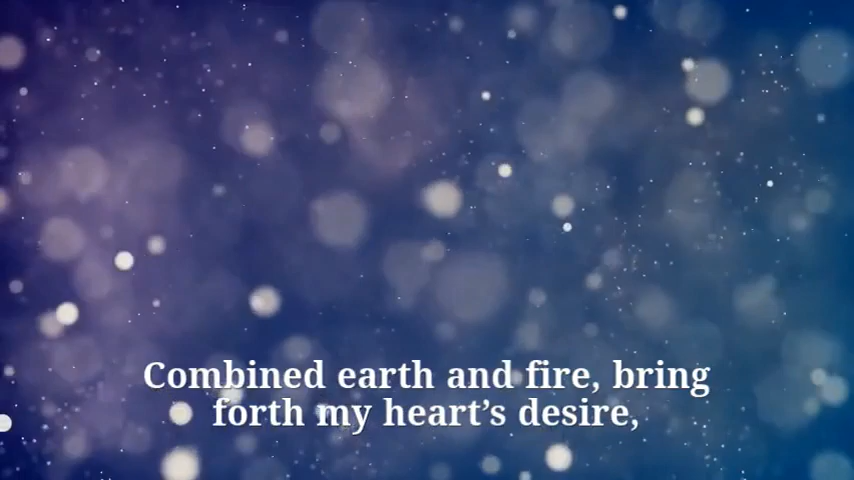 Combined earth and fire, bring
forth my heart’s desire,